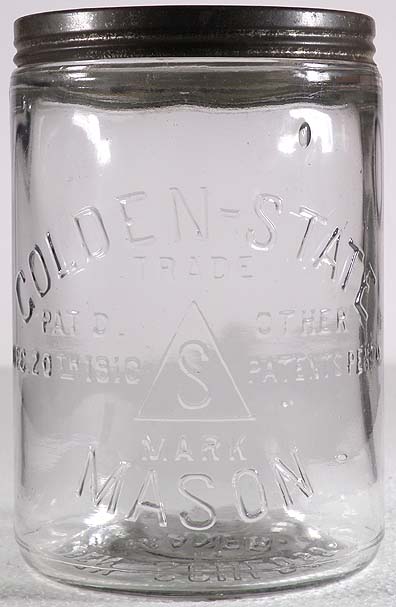 GOLDEN-STATE
TRADE
PAT'D. OTHER
DEC. 20TH 1910 S PATENTS PEND
MARK
MASON